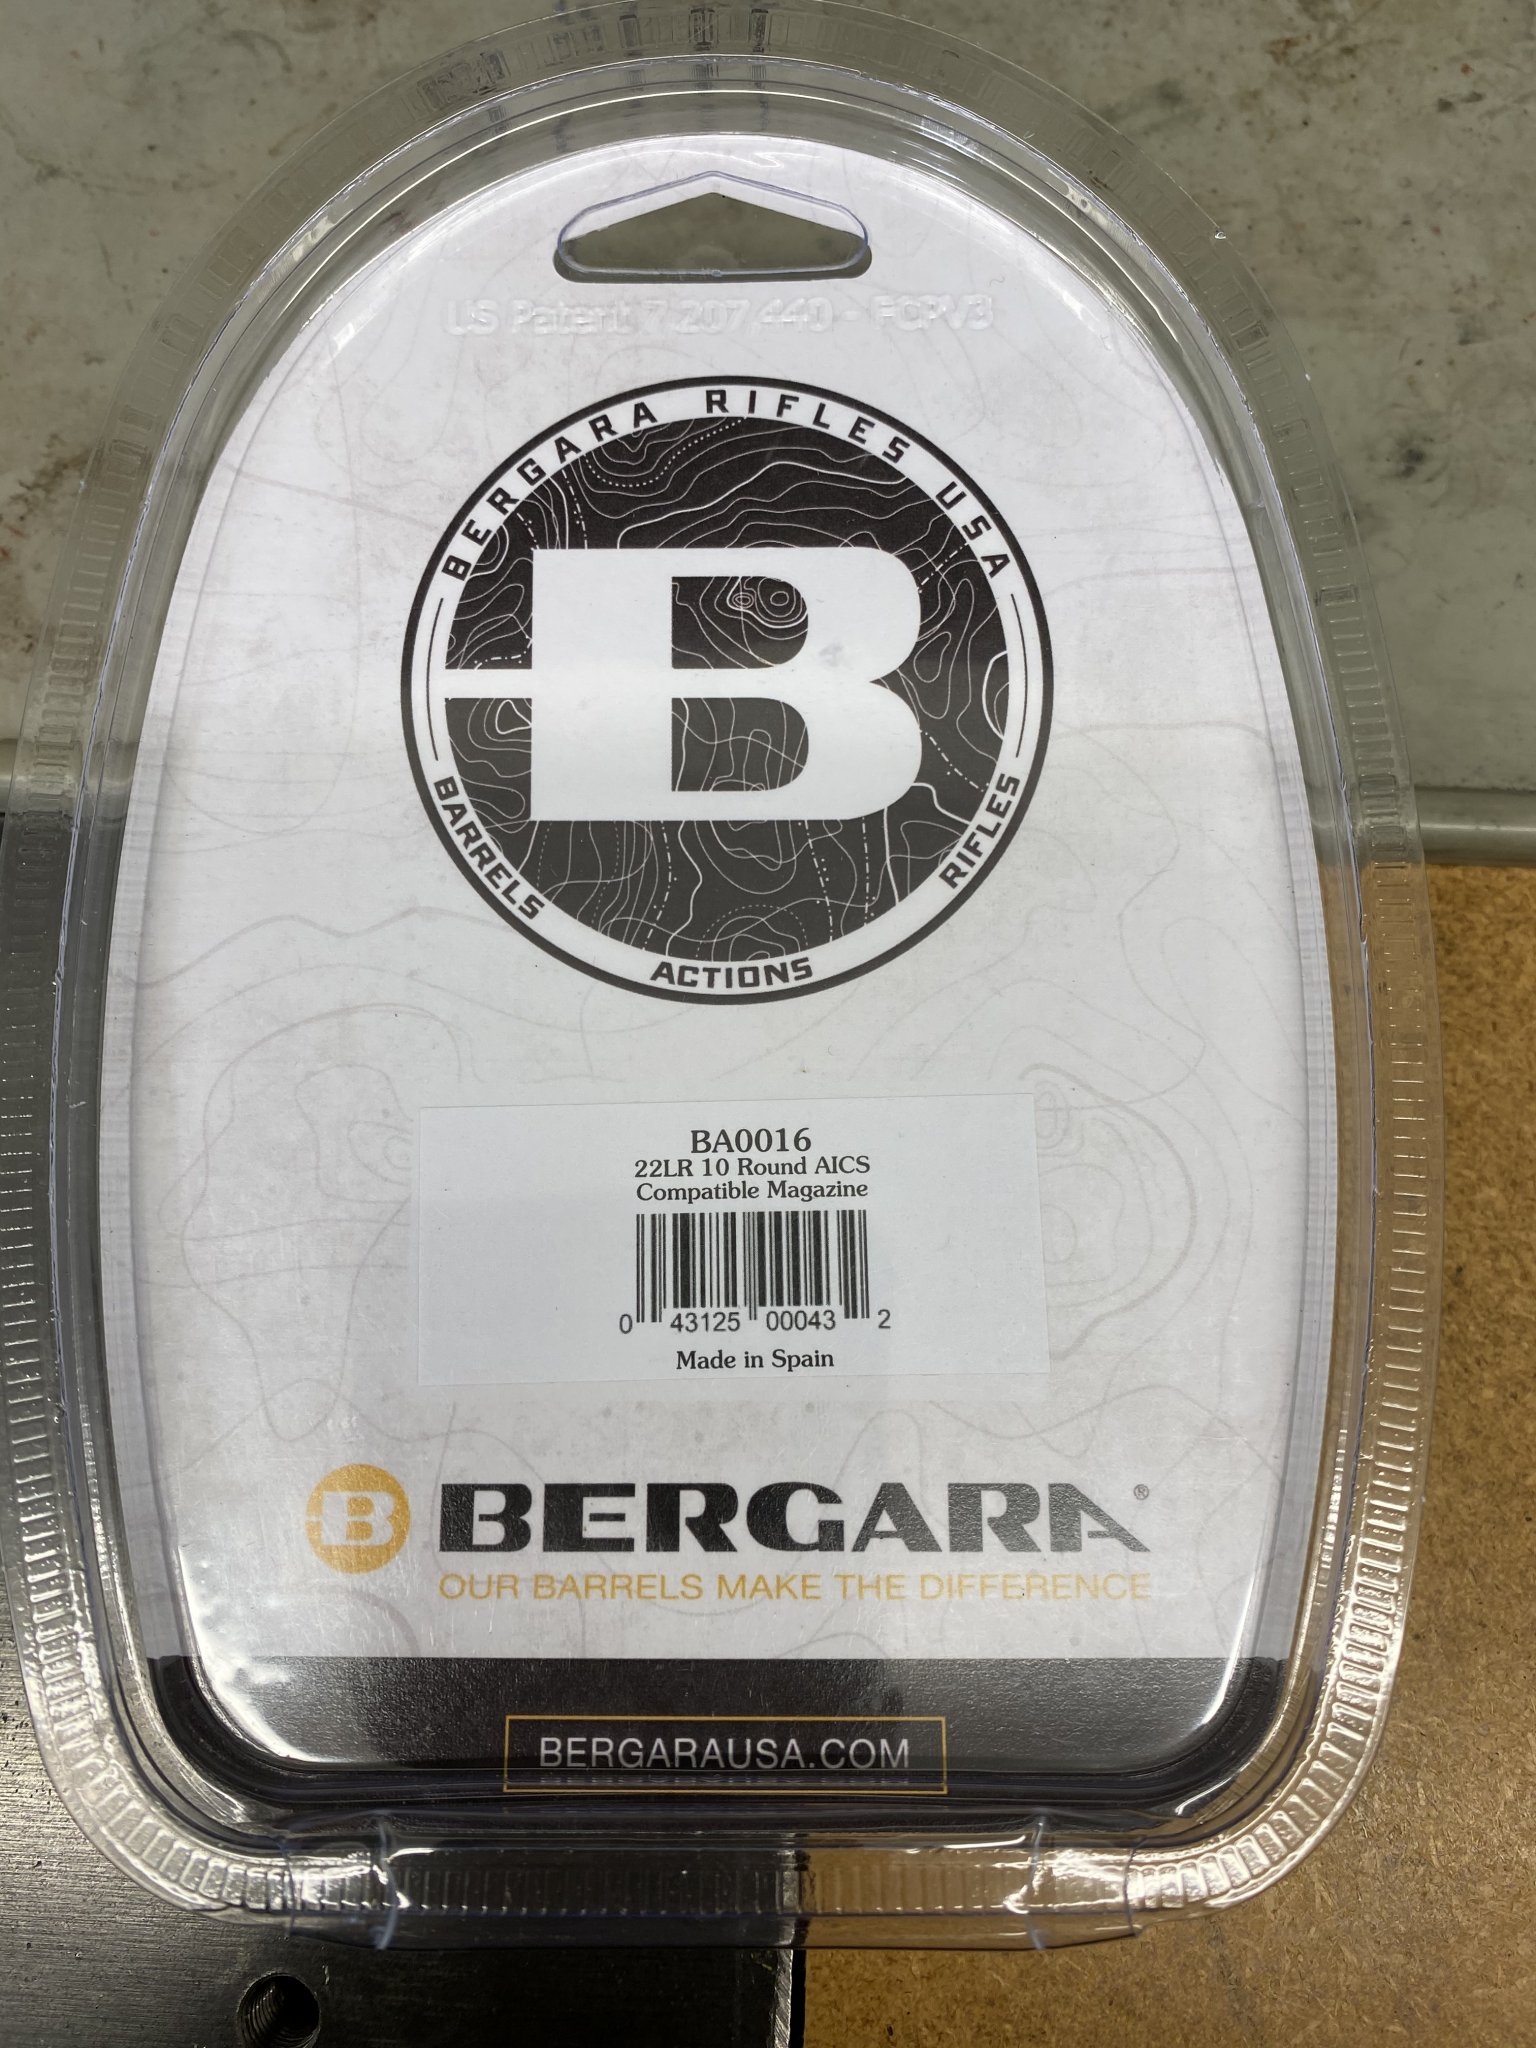 US Patent 7,207,440 - FCPV3
BERGARA RIFLES USA
B
BARRELS
ACTIONS
RIFLES
BA0016
22LR 10 Round AICS
Compatible Magazine
0 43125 00043 2
Made in Spain
B BERGARA®
OUR BARRELS MAKE THE DIFFERENCE
BERGARAUSA.COM